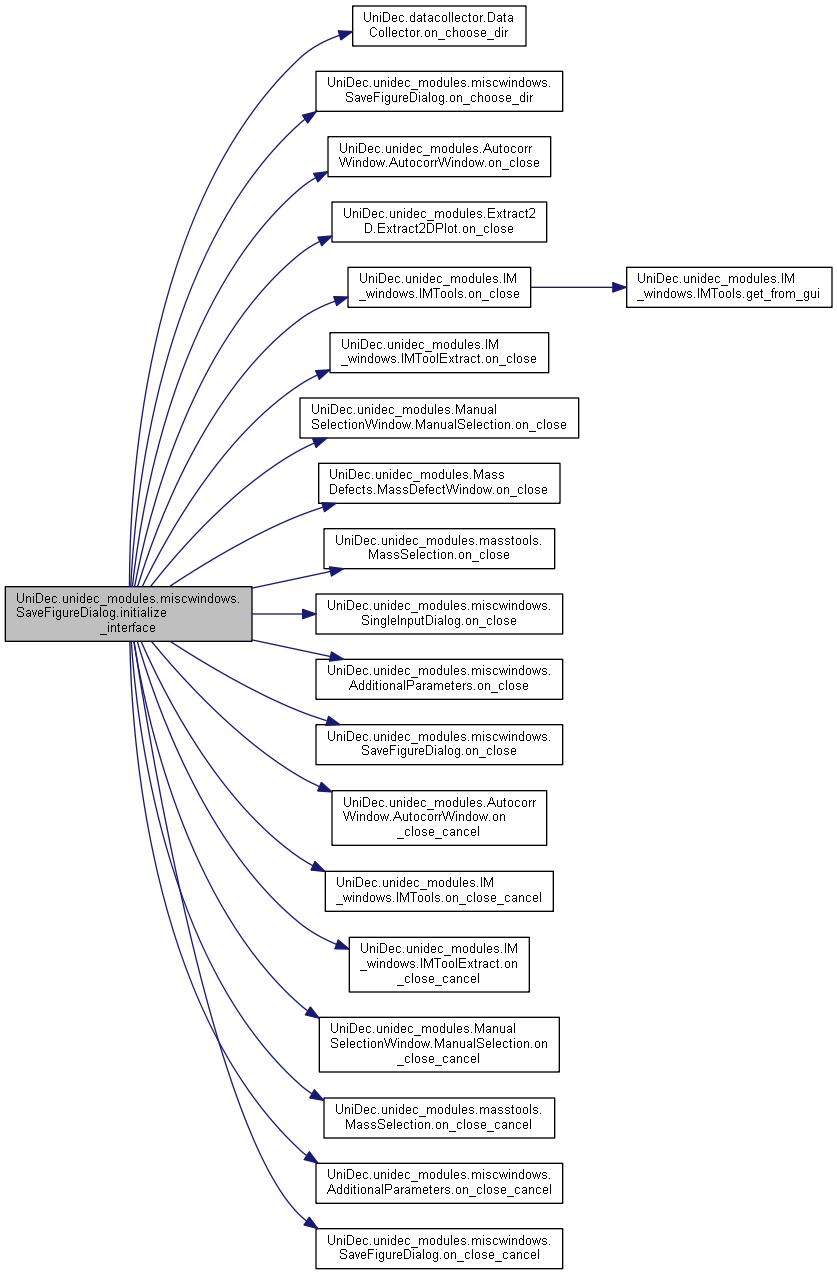 UniDec.datacollector.Data
Collector.on_choose_dir
UniDec.unidec_modules.miscwindows.
SaveFigureDialog.on_choose_dir
UniDec.unidec_modules.Autocorr
Window.AutocorrWindow.on_close
UniDec.unidec_modules.Extract2
D.Extract2DPlot.on_close
UniDec.unidec_modules.IM
_windows.IMTools.on_close
UniDec.unidec_modules.IM
_windows.IMTools.get_from_gui
UniDec.unidec_modules.IM
_windows.IMToolExtract.on_close
UniDec.unidec_modules.Manual
SelectionWindow.ManualSelection.on_close
UniDec.unidec_modules.Mass
Defects.MassDefectWindow.on_close
UniDec.unidec_modules.masstools.
MassSelection.on_close
UniDec.unidec_modules.miscwindows.
SaveFigureDialog.initialize
_interface
UniDec.unidec_modules.miscwindows.
SingleInputDialog.on_close
UniDec.unidec_modules.miscwindows.
AdditionalParameters.on_close
UniDec.unidec_modules.miscwindows.
SaveFigureDialog.on_close
UniDec.unidec_modules.Autocorr
Window.AutocorrWindow.on
_close_cancel
UniDec.unidec_modules.IM
_windows.IMTools.on_close_cancel
UniDec.unidec_modules.IM
_windows.IMToolExtract.on
_close_cancel
UniDec.unidec_modules.Manual
SelectionWindow.ManualSelection.on
_close_cancel
UniDec.unidec_modules.masstools.
MassSelection.on_close_cancel
UniDec.unidec_modules.miscwindows.
AdditionalParameters.on_close_cancel
UniDec.unidec_modules.miscwindows.
SaveFigureDialog.on_close_cancel